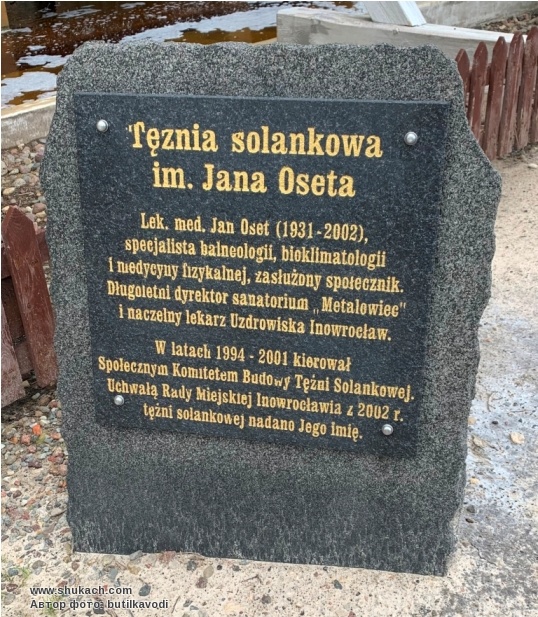 Tężnia solankowa
im. Jana Oseta
Lek. med. Jan Oset (1931-2002),
specjalista balneologii, bioklimatologii
i medycyny fizykalnej, zasłużony społecznik.
Długoletni dyrektor sanatorium „Metalowiec"
i naczelny lekarz Uzdrowiska Inowrocław.
W latach 1994 - 2001 kierował
Społecznym Komitetem Budowy Tężni Solankowej.
Uchwałą Rady Miejskiej Inowrocławia z 2002 r.
tężni solankowej nadano Jego imię.
www.shukach.com
Автор фото: butilkavodi